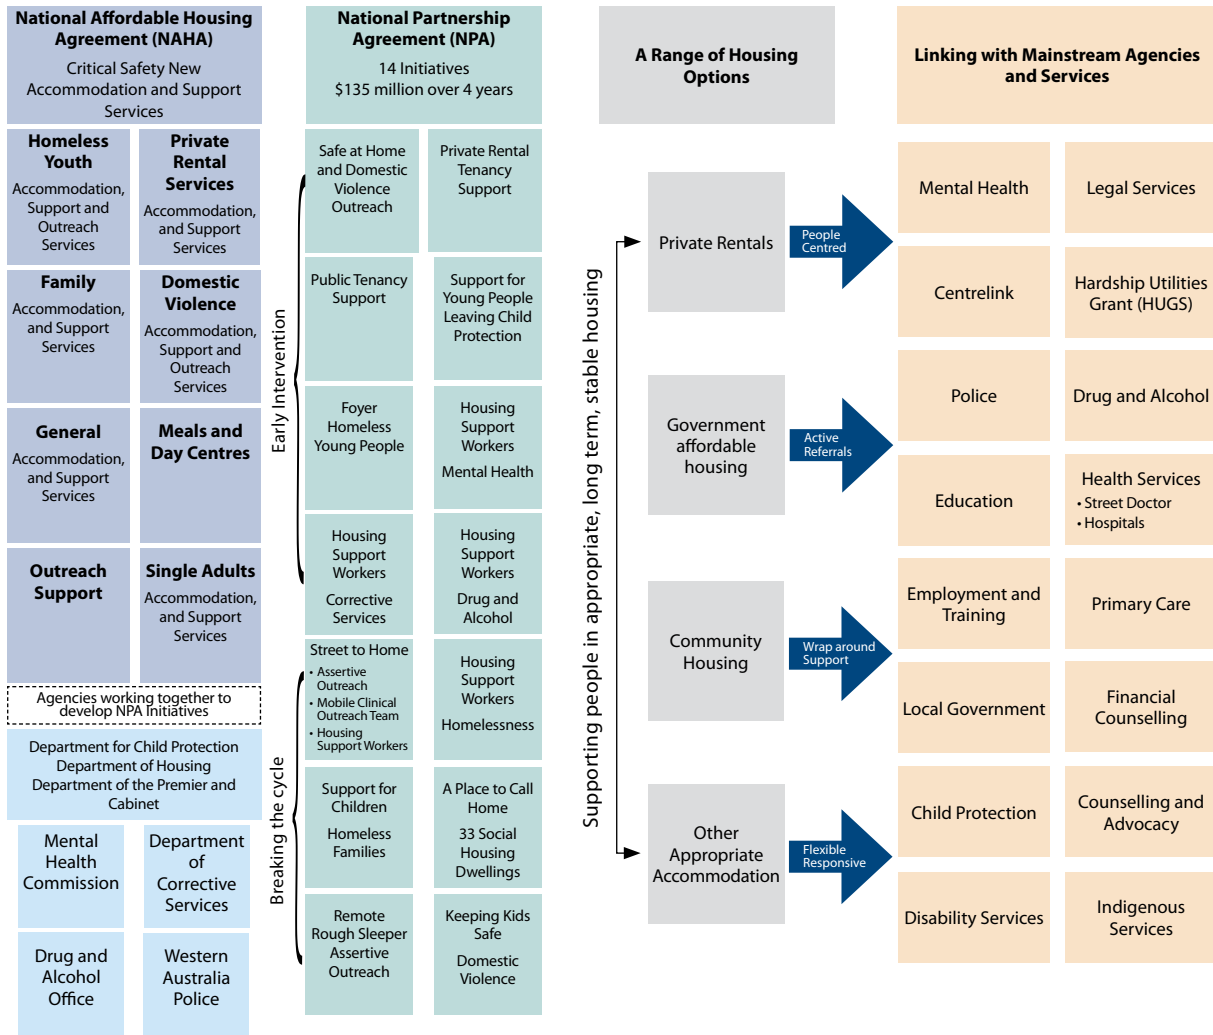 National Affordable Housing
Agreement (NAHA)
Critical Safety New
Accommodation and Support
Services
Homeless
Youth
Accommodation,
Support and
Outreach
Services
Private
Rental
Services
Accommodation,
and Support
Services
Family
Accommodation,
and Support
Services
Domestic
Violence
Accommodation,
Support and
Outreach
Services
General
Accommodation,
and Support
Services
Meals and
Day Centres
Outreach
Support
Single Adults
Accommodation,
and Support
Services
Agencies working together to
develop NPA Initiatives
Department for Child Protection
Department of Housing
Department of the Premier and
Cabinet
Mental
Health
Commission
Department
of
Corrective
Services
Drug and
Alcohol
Office
Western
Australia
Police
National Partnership
Agreement (NPA)
14 Initiatives
$135 million over 4 years
Early Intervention
Safe at Home
and Domestic
Violence
Outreach
Private Rental
Tenancy
Support
Public Tenancy
Support
Support for
Young People
Leaving Child
Protection
Foyer
Homeless
Young People
Housing
Support
Workers
Mental Health
Housing
Support
Workers
Corrective
Services
Housing
Support
Workers
Drug and
Alcohol
Breaking the cycle
Street to Home
• Assertive
Outreach
• Mobile Clinical
Outreach Team
• Housing
Support Workers
Housing
Support
Workers
Homelessness
Support for
Children
Homeless
Families
A Place to Call
Home
33 Social
Housing
Dwellings
Remote
Rough Sleeper
Assertive
Outreach
Keeping Kids
Safe
Domestic
Violence
A Range of Housing
Options
Supporting people in appropriate, long term, stable housing
Private Rentals
People
Centred
Government
affordable
housing
Active
Referrals
Community
Housing
Wrap around
Support
Other
Appropriate
Accommodation
Flexible
Responsive
Linking with Mainstream Agencies
and Services
Mental Health
Legal Services
Centrelink
Hardship Utilities
Grant (HUGS)
Police
Drug and Alcohol
Education
Health Services
• Street Doctor
• Hospitals
Employment and
Training
Primary Care
Local Government
Financial
Counselling
Child Protection
Counselling and
Advocacy
Disability Services
Indigenous
Services